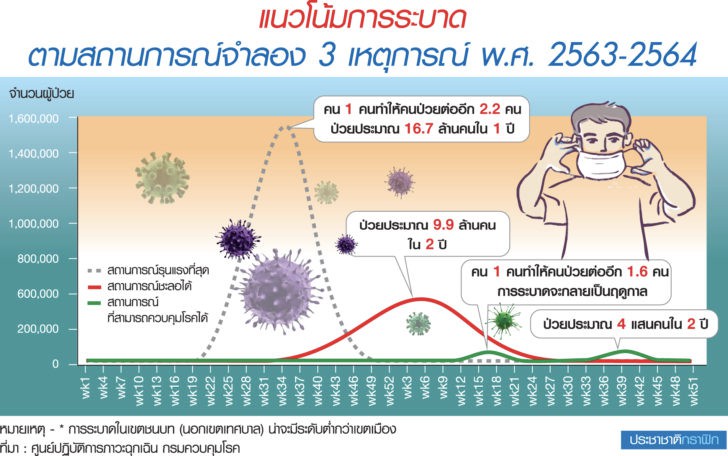 แนวโน้มการระบาด
ตามสถานการณ์จำลอง 3 เหตุการณ์ พ.ศ. 2563-2564
จำนวนผู้ป่วย
1,600,000
1,400,000
1,200,000
1,000,000
800,000
600,000
400,000
200,000
0
คน 1 คนทำให้คนป่วยต่ออีก 2.2 คน
ป่วยประมาณ 16.7 ล้านคนใน 1 ปี
ป่วยประมาณ 9.9 ล้านคน
ใน 2 ปี
คน 1 คนทำให้คนป่วยต่ออีก 1.6 คน
การระบาดจะกลายเป็นฤดูกาล
ป่วยประมาณ 4 แสนคนใน 2 ปี
สถานการณ์รุนแรงที่สุด
สถานการณ์ชะลอได้
สถานการณ์
ที่สามารถควบคุมโรคได้
wk1 wk4 wk7 wk10 wk13 wk16 wk19 wk22 wk25 wk28 wk31 wk34 wk37 wk40 wk43 wk46 wk49 wk52 wk3 wk6 wk9 wk12 wk15 wk18 wk21 wk24 wk27 wk30 wk33 wk36 wk39 wk42 wk45 wk48 wk51
หมายเหตุ - * การระบาดในเขตชนบท (นอกเขตเทศบาล) น่าจะมีระดับต่ำกว่าเขตเมือง
ที่มา : ศูนย์ปฏิบัติการภาวะฉุกเฉิน กรมควบคุมโรค
ประชาชาติกราฟิก